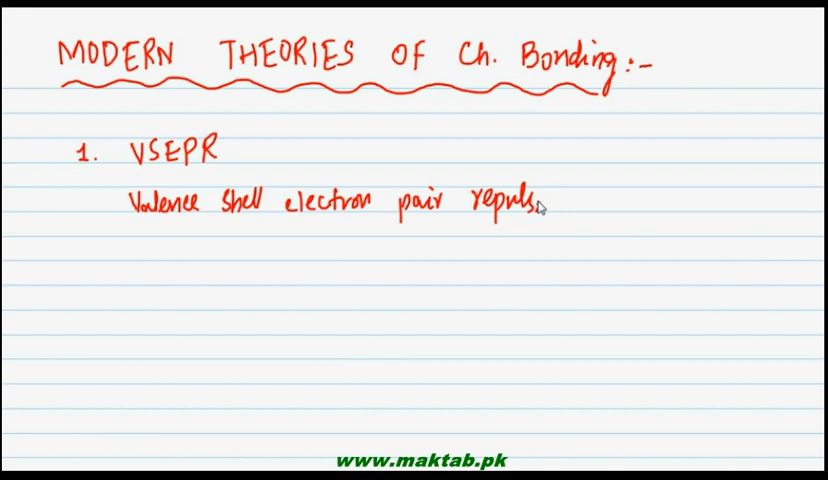 MODERN THEORIES OF Ch. Bonding:-
1. VSEPR
Valence shell electron pair repuls
www.maktab.pk